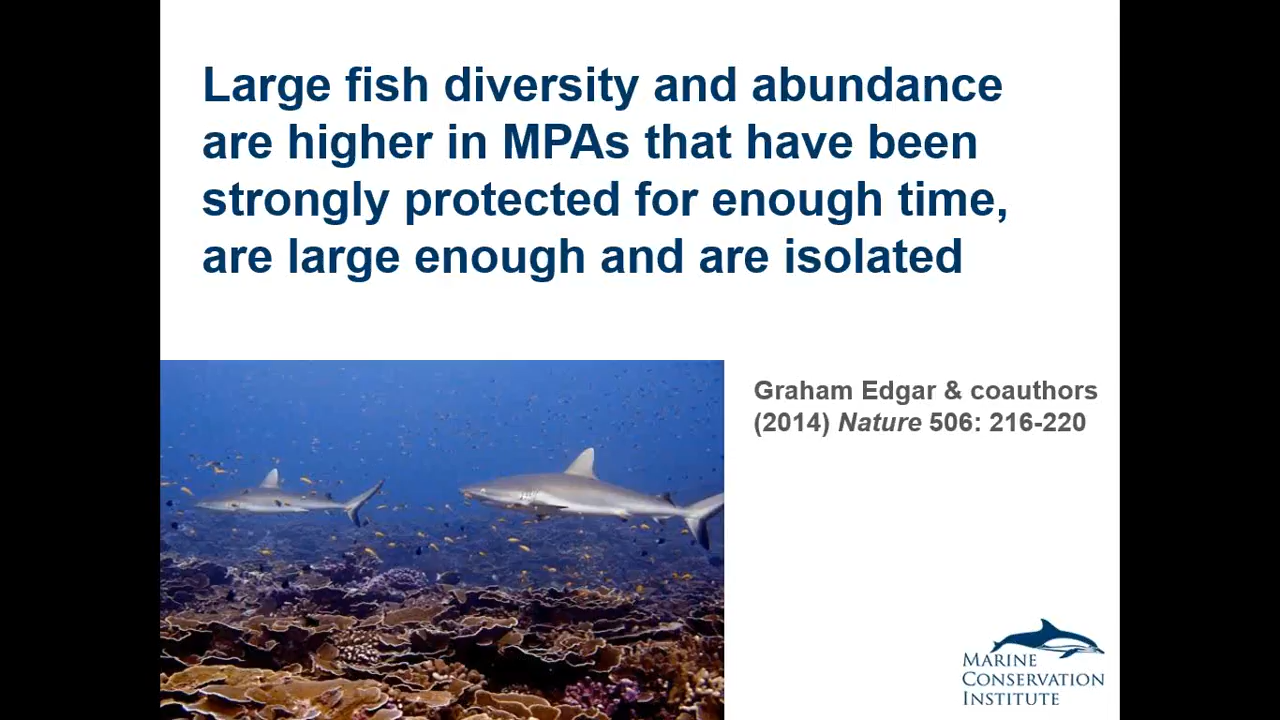 Large fish diversity and abundance
are higher in MPAs that have been
strongly protected for enough time,
are large enough and are isolated
Graham Edgar & coauthors
(2014) Nature 506: 216-220
MARINE
CONSERVATION
INSTITUTE